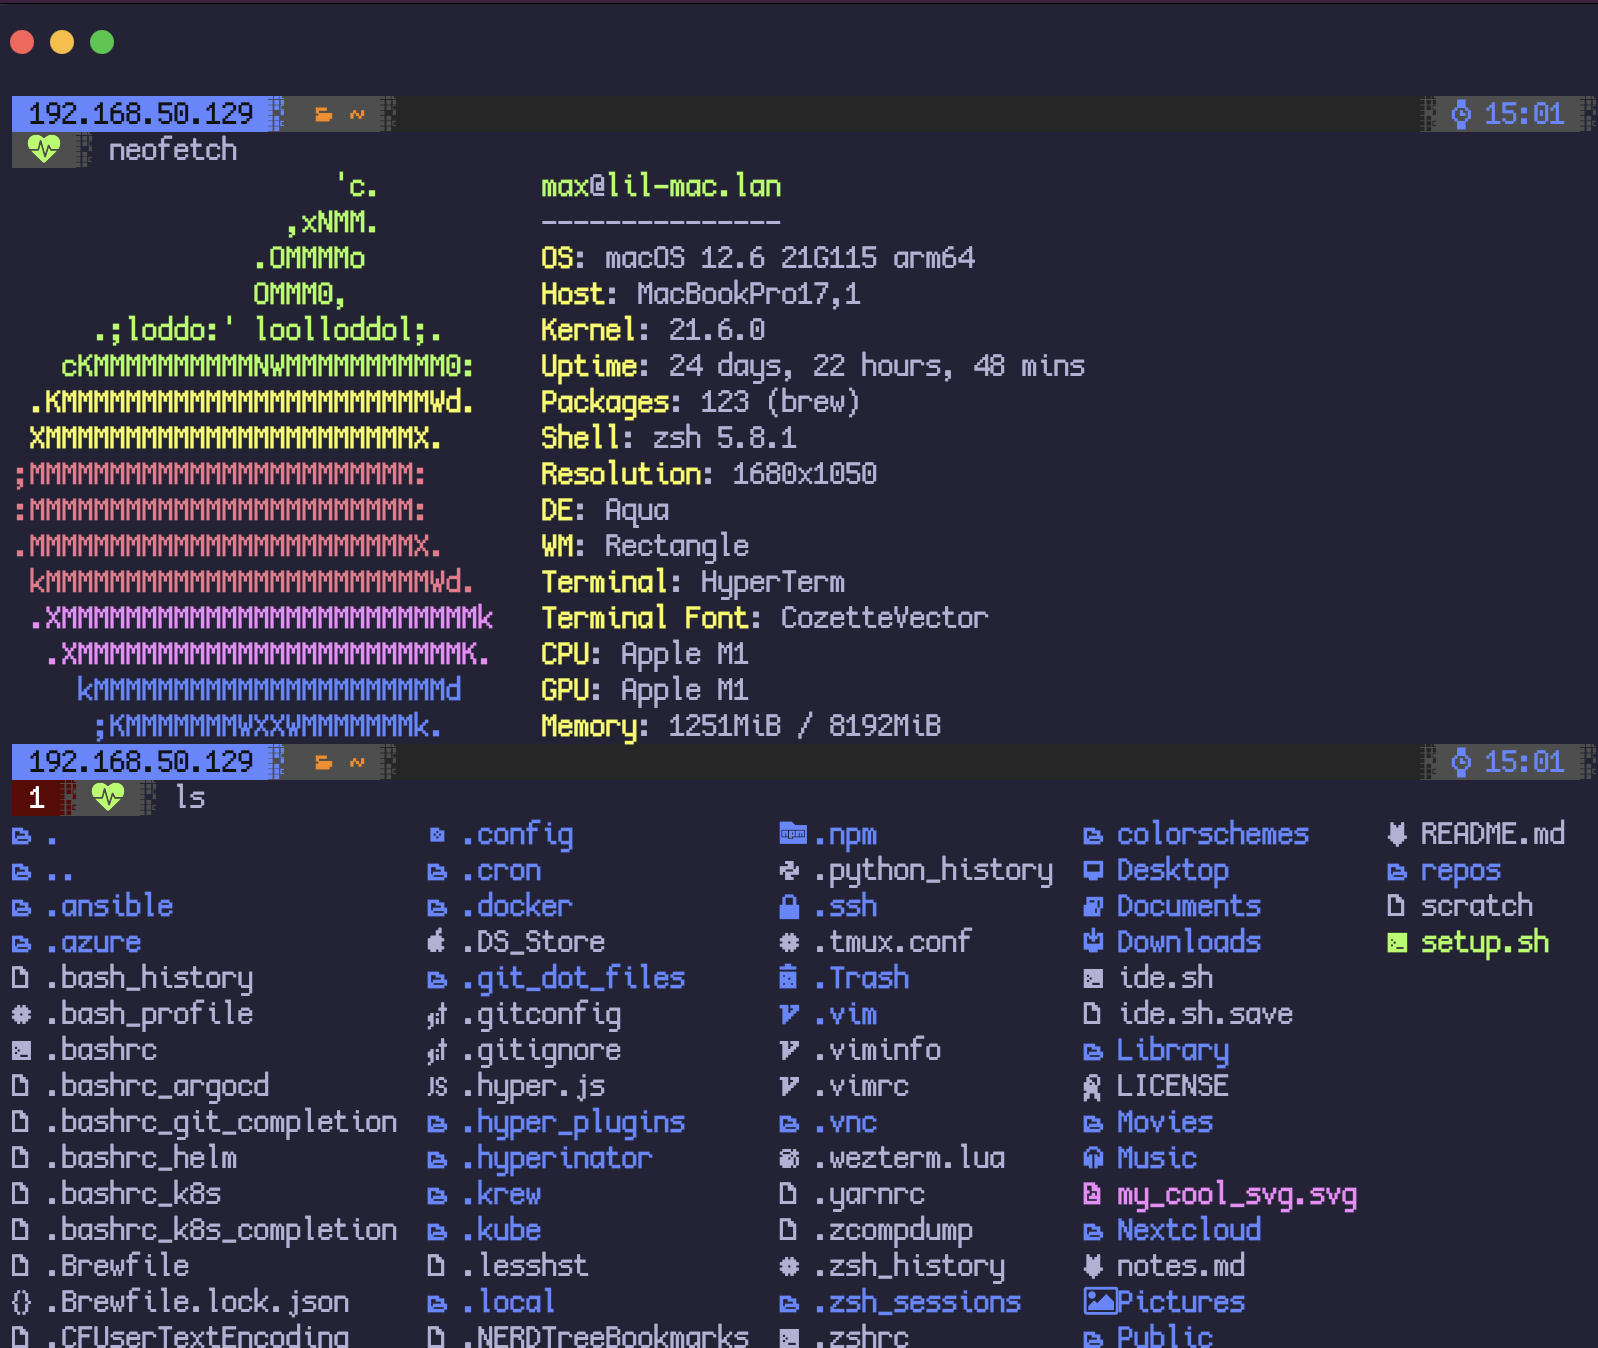 192.168.50.129 ~ 15:01
neofetch
'c. max@lil-mac.lan
,xNMM. ---------------
.OMMMMo OS: macOS 12.6 21G115 arm64
OMMM0, Host: MacBookPro17,1
.;loddo:' loolloddol;. Kernel: 21.6.0
cKMMMMMMMMMMNWMMMMMMMMMM0: Uptime: 24 days, 22 hours, 48 mins
.KMMMMMMMMMMMMMMMMMMMMMMMWd. Packages: 123 (brew)
XMMMMMMMMMMMMMMMMMMMMMMMX. Shell: zsh 5.8.1
;MMMMMMMMMMMMMMMMMMMMMMMM: Resolution: 1680x1050
:MMMMMMMMMMMMMMMMMMMMMMMM: DE: Aqua
.MMMMMMMMMMMMMMMMMMMMMMMMX. WM: Rectangle
kMMMMMMMMMMMMMMMMMMMMMMMMWd. Terminal: HyperTerm
.XMMMMMMMMMMMMMMMMMMMMMMMMMMk Terminal Font: CozetteVector
.XMMMMMMMMMMMMMMMMMMMMMMMMK. CPU: Apple M1
kMMMMMMMMMMMMMMMMMMMMMMd GPU: Apple M1
;KMMMMMMMWXXWMMMMMMMk. Memory: 1251MiB / 8192MiB
192.168.50.129 ~ 15:01
1 ls
. .config npm .npm colorschemes README.md
.. .cron .python_history Desktop repos
.ansible .docker .ssh Documents scratch
.azure .DS_Store .tmux.conf Downloads setup.sh
.bash_history .git_dot_files .Trash ide.sh
.bash_profile .gitconfig .vim ide.sh.save
.bashrc .gitignore .viminfo Library
.bashrc_argocd JS .hyper.js .vimrc LICENSE
.bashrc_git_completion .hyper_plugins .vnc Movies
.bashrc_helm .hyperinator .wezterm.lua Music
.bashrc_k8s .krew .yarnrc my_cool_svg.svg
.bashrc_k8s_completion .kube .zcompdump Nextcloud
.Brewfile .lesshst .zsh_history notes.md
{} .Brewfile.lock.json .local .zsh_sessions Pictures
.CFUserTextEncoding .NERDTreeBookmarks .zshrc Public